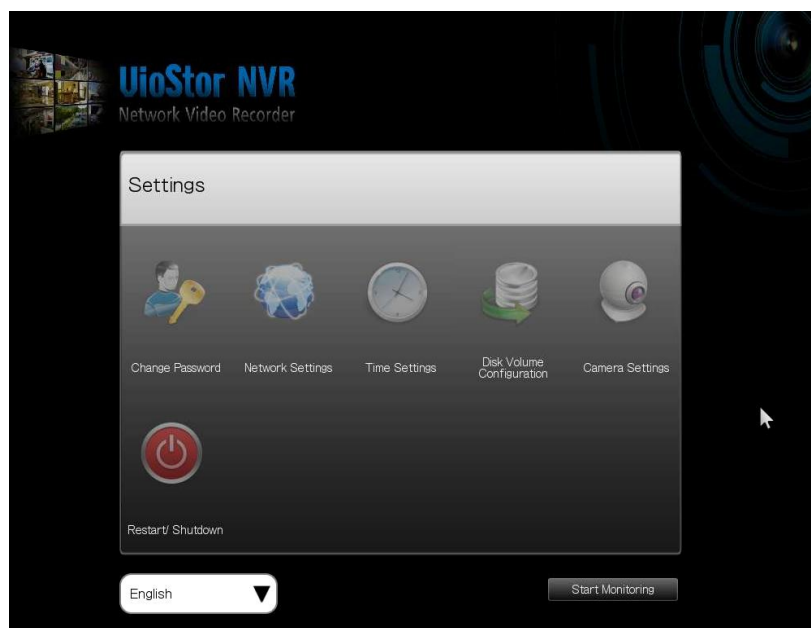 VioStor NVR
Network Video Recorder
Settings
Change Password
Network Settings
Time Settings
Disk Volume
Configuration
Camera Settings
Restart/ Shutdown
English
Start Monitoring